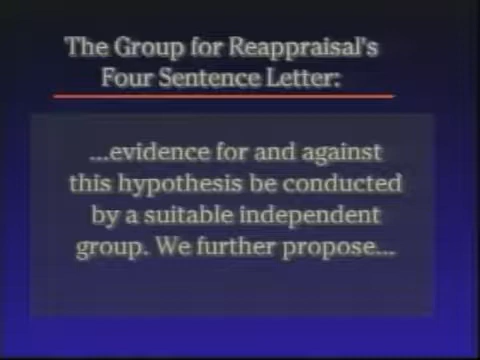 The Group for Reappraisal's
Four Sentence Letter:
...evidence for and against
this hypothesis be conducted
by a suitable independent
group. We further propose...